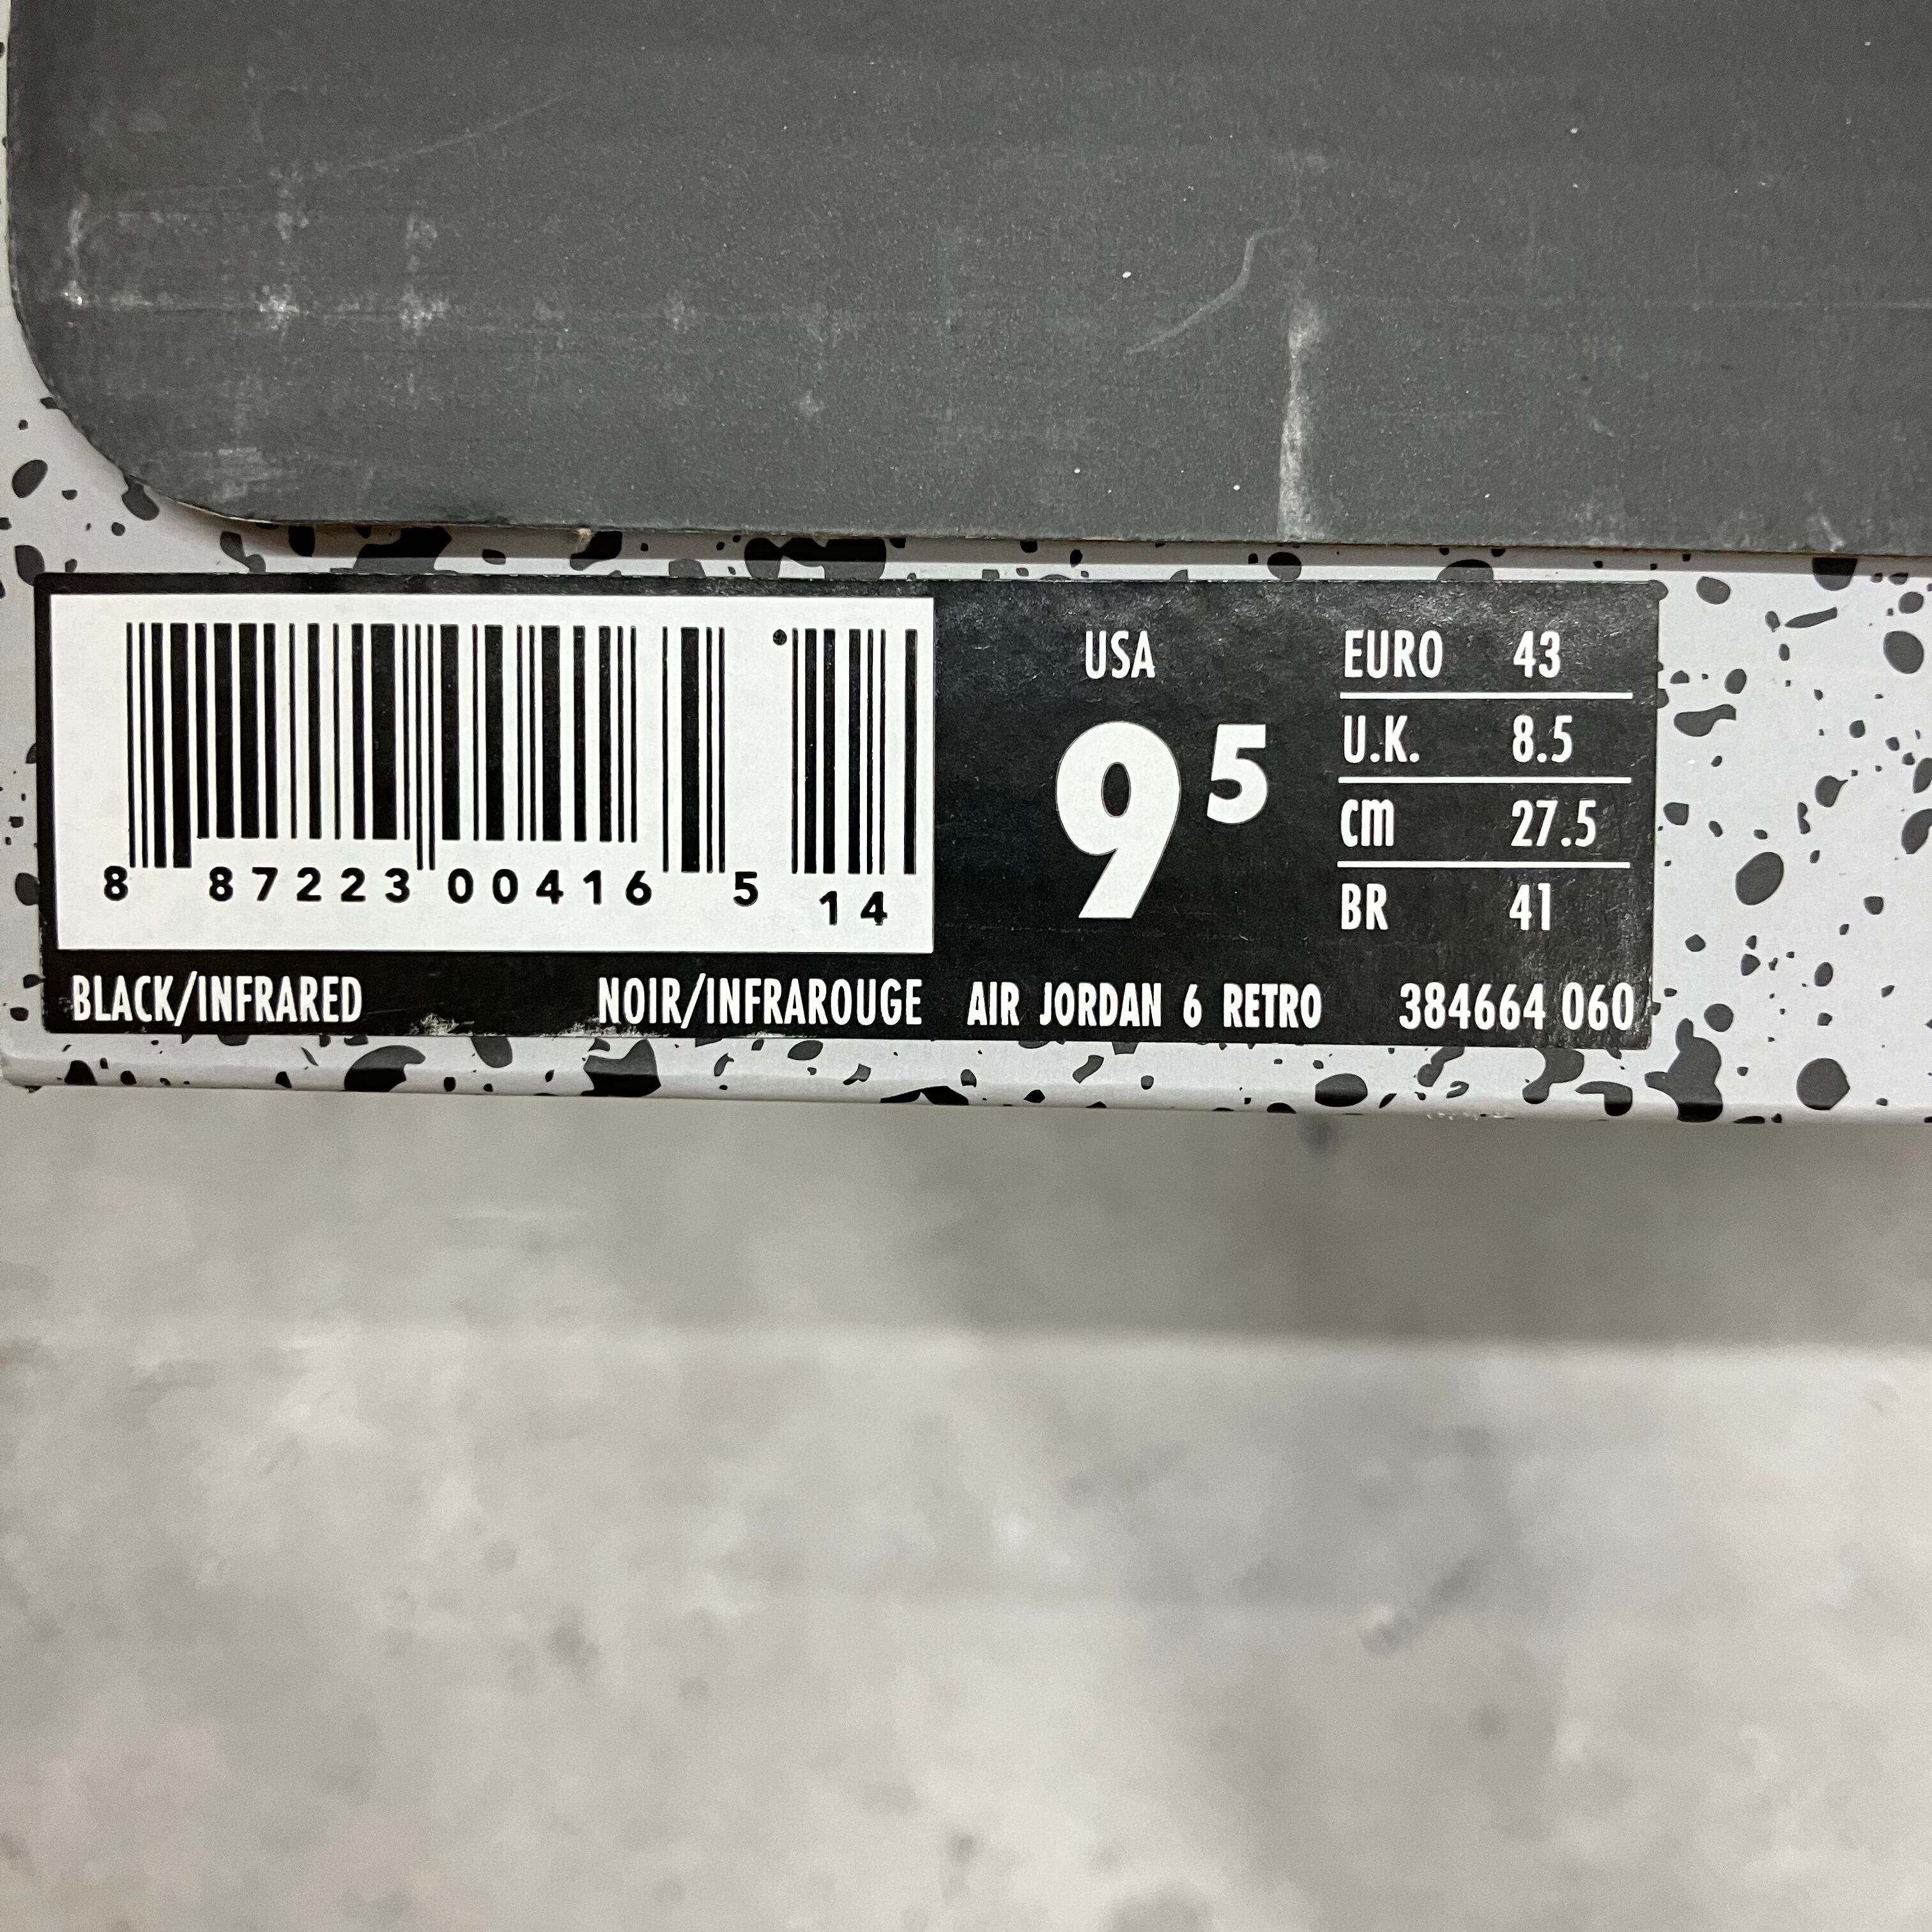 USA
9 5
EURO 43
U.K. 8.5
cm 27.5
BR 41
8 87223 00416 5 14
BLACK/INFRARED NOIR/INFRAROUGE AIR JORDAN 6 RETRO 384664 060